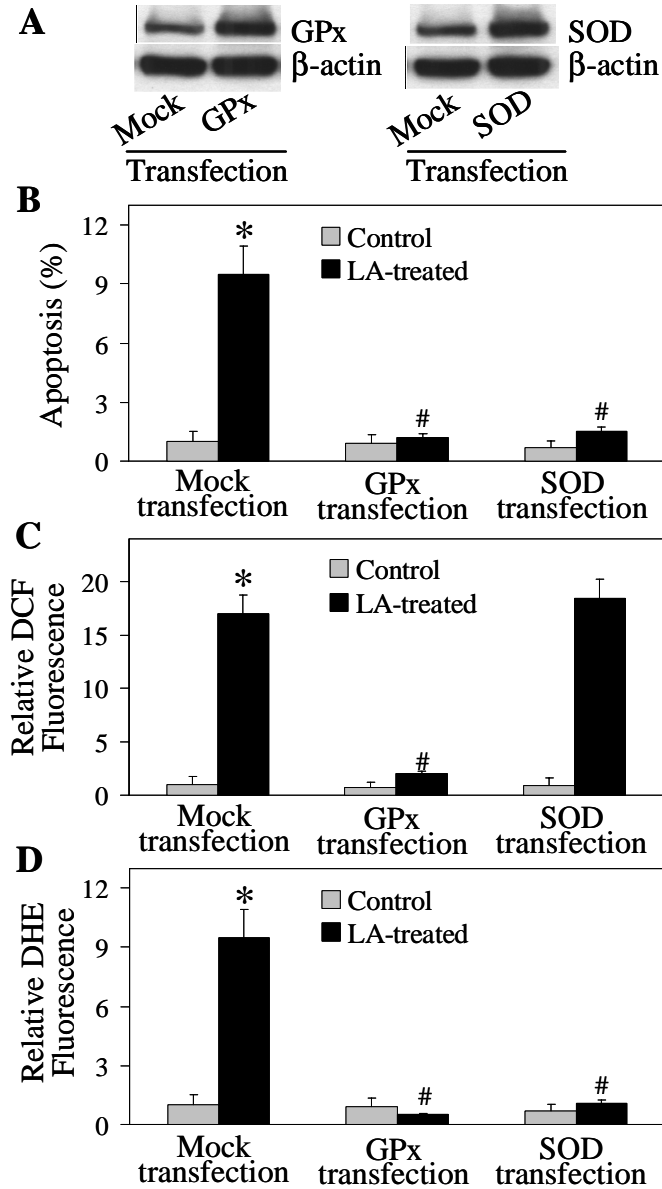 A
GPx
β-actin
Mock GPx
Transfection
SOD
β-actin
Mock SOD
Transfection
B
Apoptosis (%)
12
9
6
3
0
*
#
#
Control
LA-treated
Mock transfection
GPx transfection
SOD transfection
C
Relative DCF
Fluorescence
20
15
10
5
0
*
#
Control
LA-treated
Mock transfection
GPx transfection
SOD transfection
D
Relative DHE
Fluorescence
12
9
6
3
0
*
#
#
Control
LA-treated
Mock transfection
GPx transfection
SOD transfection